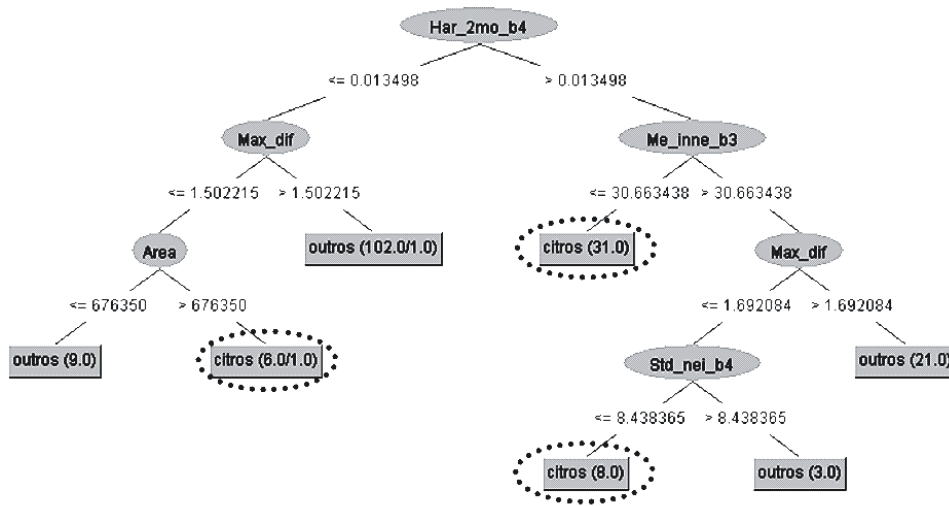 Har_2mo_b4
<= 0.013498 > 0.013498
Max_dif Me_inne_b3
<= 1.502215 > 1.502215 <= 30.663438 > 30.663438
Area outros (102.0/1.0) citros (31.0) Max_dif
<= 676350 > 676350 <= 1.692084 > 1.692084
outros (9.0) citros (6.0/1.0) Std_nei_b4 outros (21.0)
<= 8.438365 > 8.438365
citros (8.0) outros (3.0)